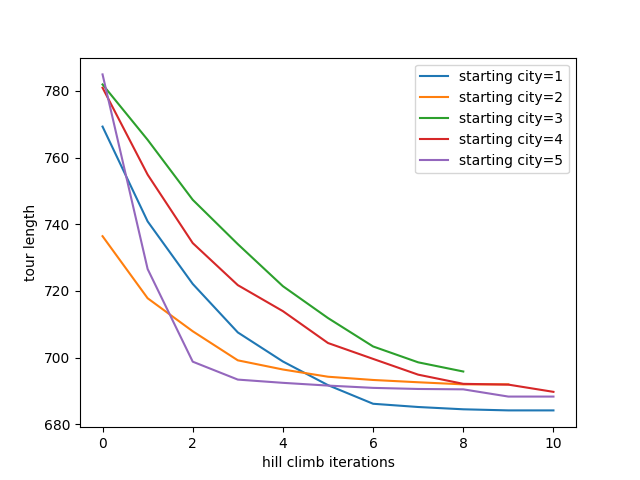 starting city=1
starting city=2
starting city=3
starting city=4
starting city=5
tour length
780
760
740
720
700
680
0 2 4 6 8 10
hill climb iterations